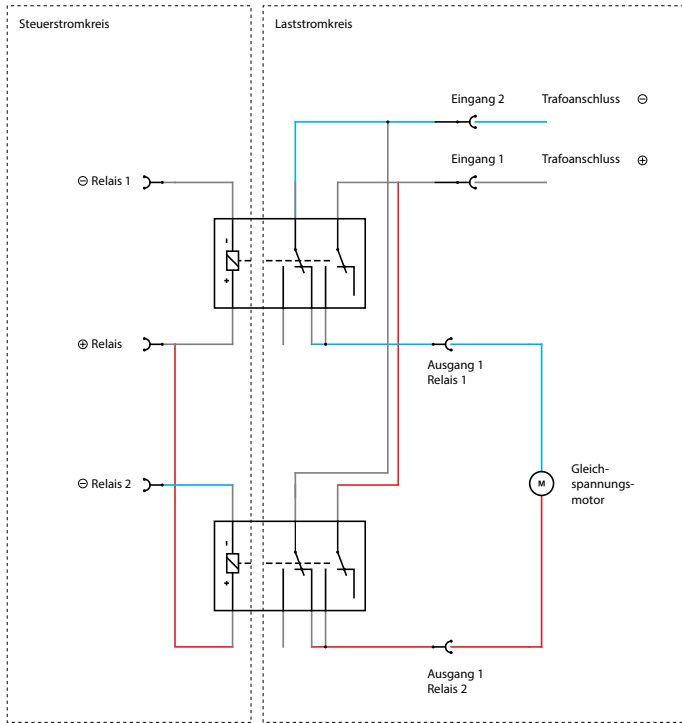 Steuerstromkreis
Laststromkreis
Eingang 2 Trafoanschluss ⊖
Eingang 1 Trafoanschluss ⊕
⊖ Relais 1
-
+
⊕ Relais
Ausgang 1
Relais 1
⊖ Relais 2
M
Gleich-
spannungs-
motor
-
+
Ausgang 1
Relais 2